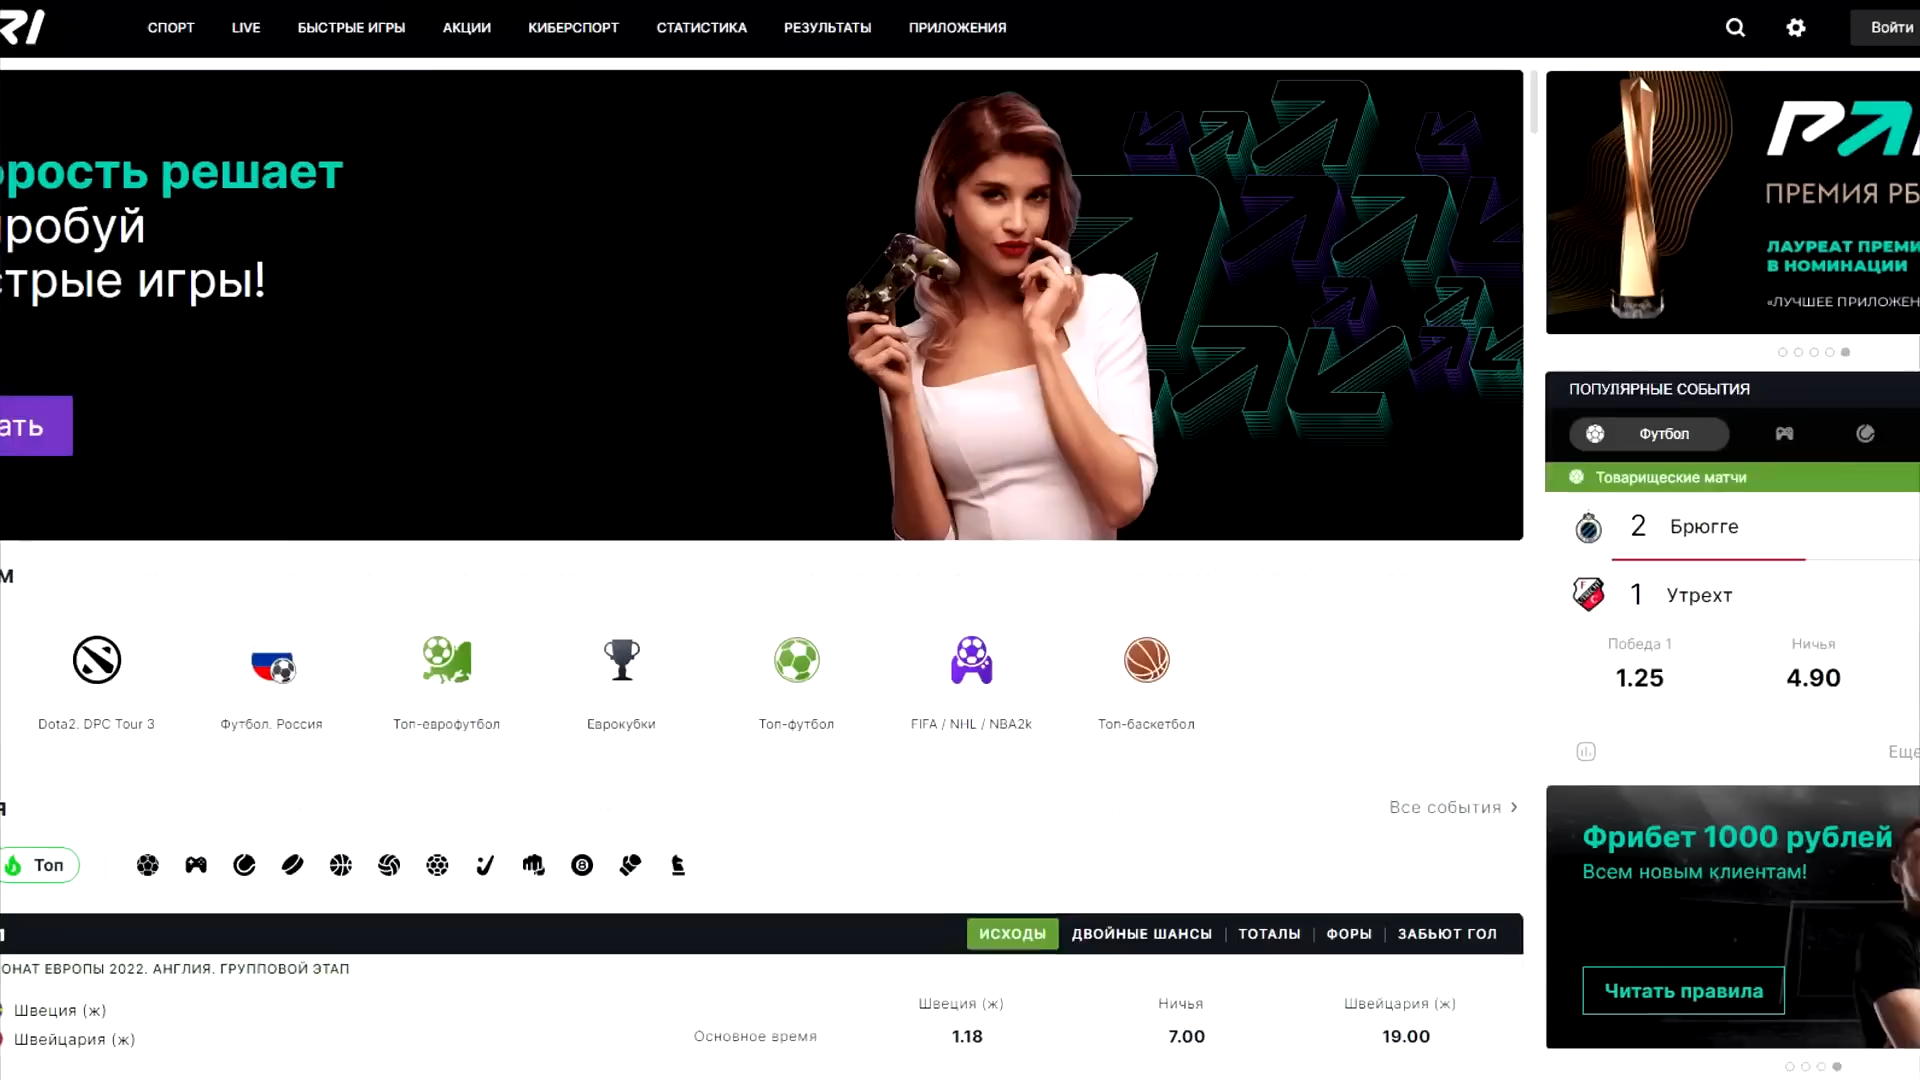 СПОРТ
LIVE
БЫСТРЫЕ ИГРЫ
АКЦИИ
КИБЕРСПОРТ
СТАТИСТИКА
РЕЗУЛЬТАТЫ
ПРИЛОЖЕНИЯ
Войти
орость решает
пробуй
стрые игры!
ать
ПРЕМИЯ РБ
ЛАУРЕАТ ПРЕМИ
В НОМИНАЦИИ
«ЛУЧШЕЕ ПРИЛОЖЕН
ПОПУЛЯРНЫЕ СОБЫТИЯ
Футбол
Товарищеские матчи
2 Брюгге
1 Утрехт
Победа 1
Ничья
1.25
4.90
Еще
м
Dota2. DPC Tour 3
Футбол. Россия
Топ-еврофутбол
Еврокубки
Топ-футбол
FIFA / NHL / NBA2k
Топ-баскетбол
я
Все события
Топ
Фрибет 1000 рублей
Всем новым клиентам!
Читать правила
ИСХОДЫ
ДВОЙНЫЕ ШАНСЫ
ТОТАЛЫ
ФОРЫ
ЗАБЬЮТ ГОЛ
ОНАТ ЕВРОПЫ 2022. АНГЛИЯ. ГРУППОВОЙ ЭТАП
Швеция (ж)
Швейцария (ж)
Основное время
Швеция (ж)
Ничья
Швейцария (ж)
1.18
7.00
19.00